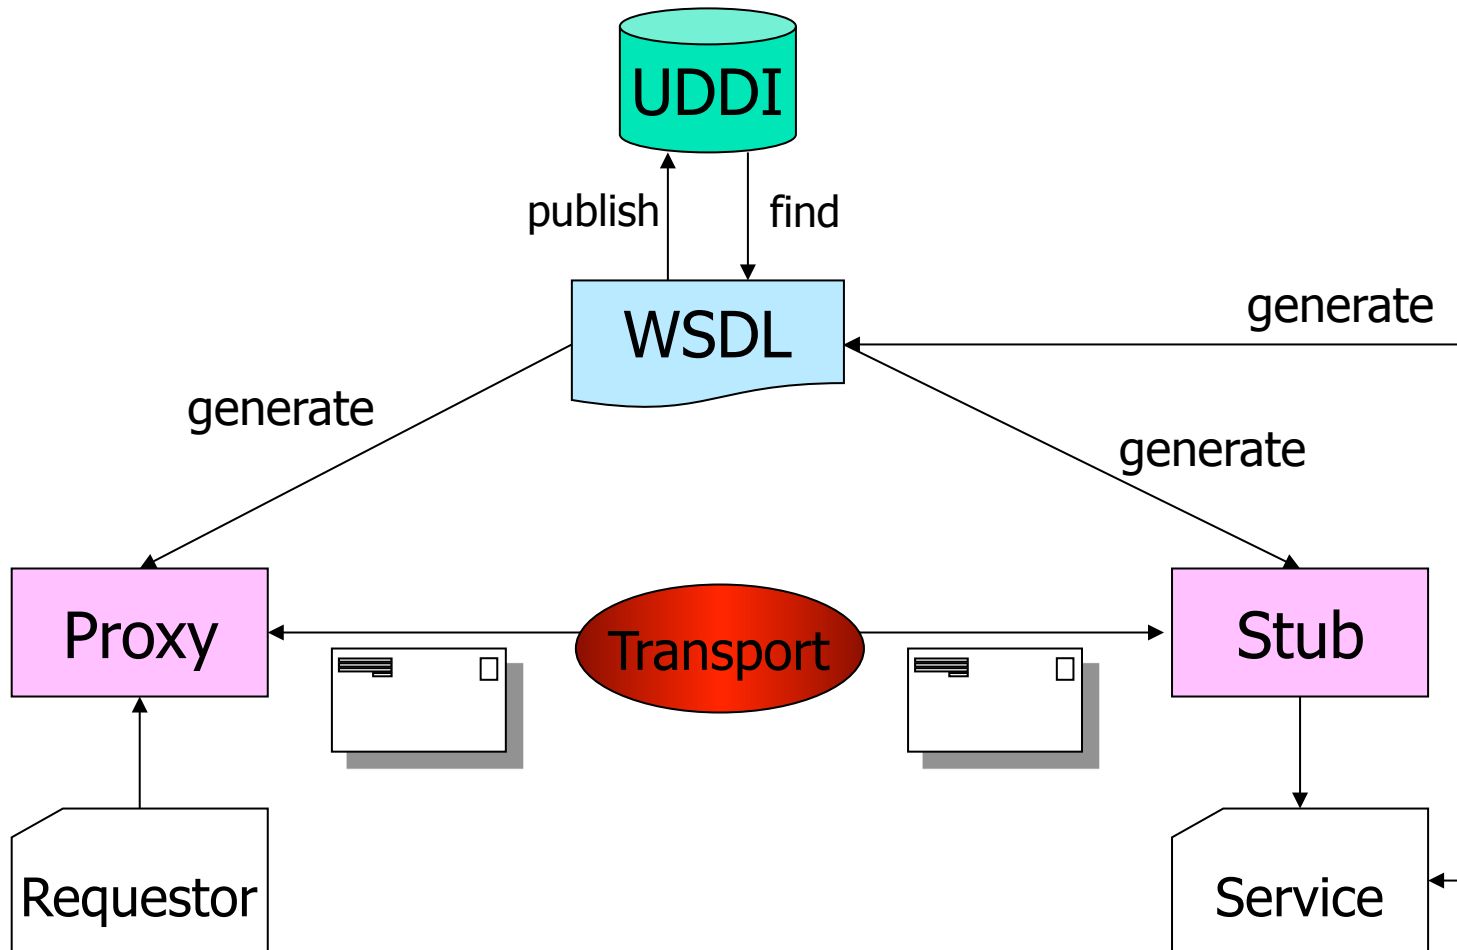 UDDI
publish
find
WSDL
generate
generate
generate
Proxy
Transport
Stub
Requestor
Service